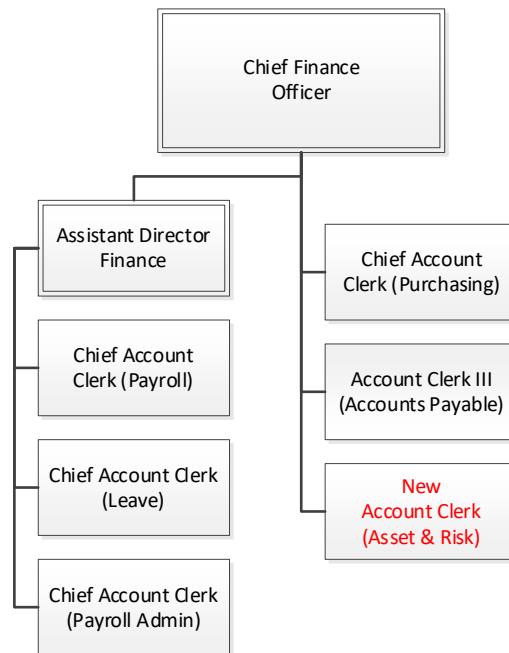 Chief Finance
Officer
Assistant Director
Finance
Chief Account
Clerk (Payroll)
Chief Account Clerk
(Leave)
Chief Account Clerk
(Payroll Admin)
Chief Account
Clerk (Purchasing)
Account Clerk III
(Accounts Payable)
New
Account Clerk
(Asset & Risk)